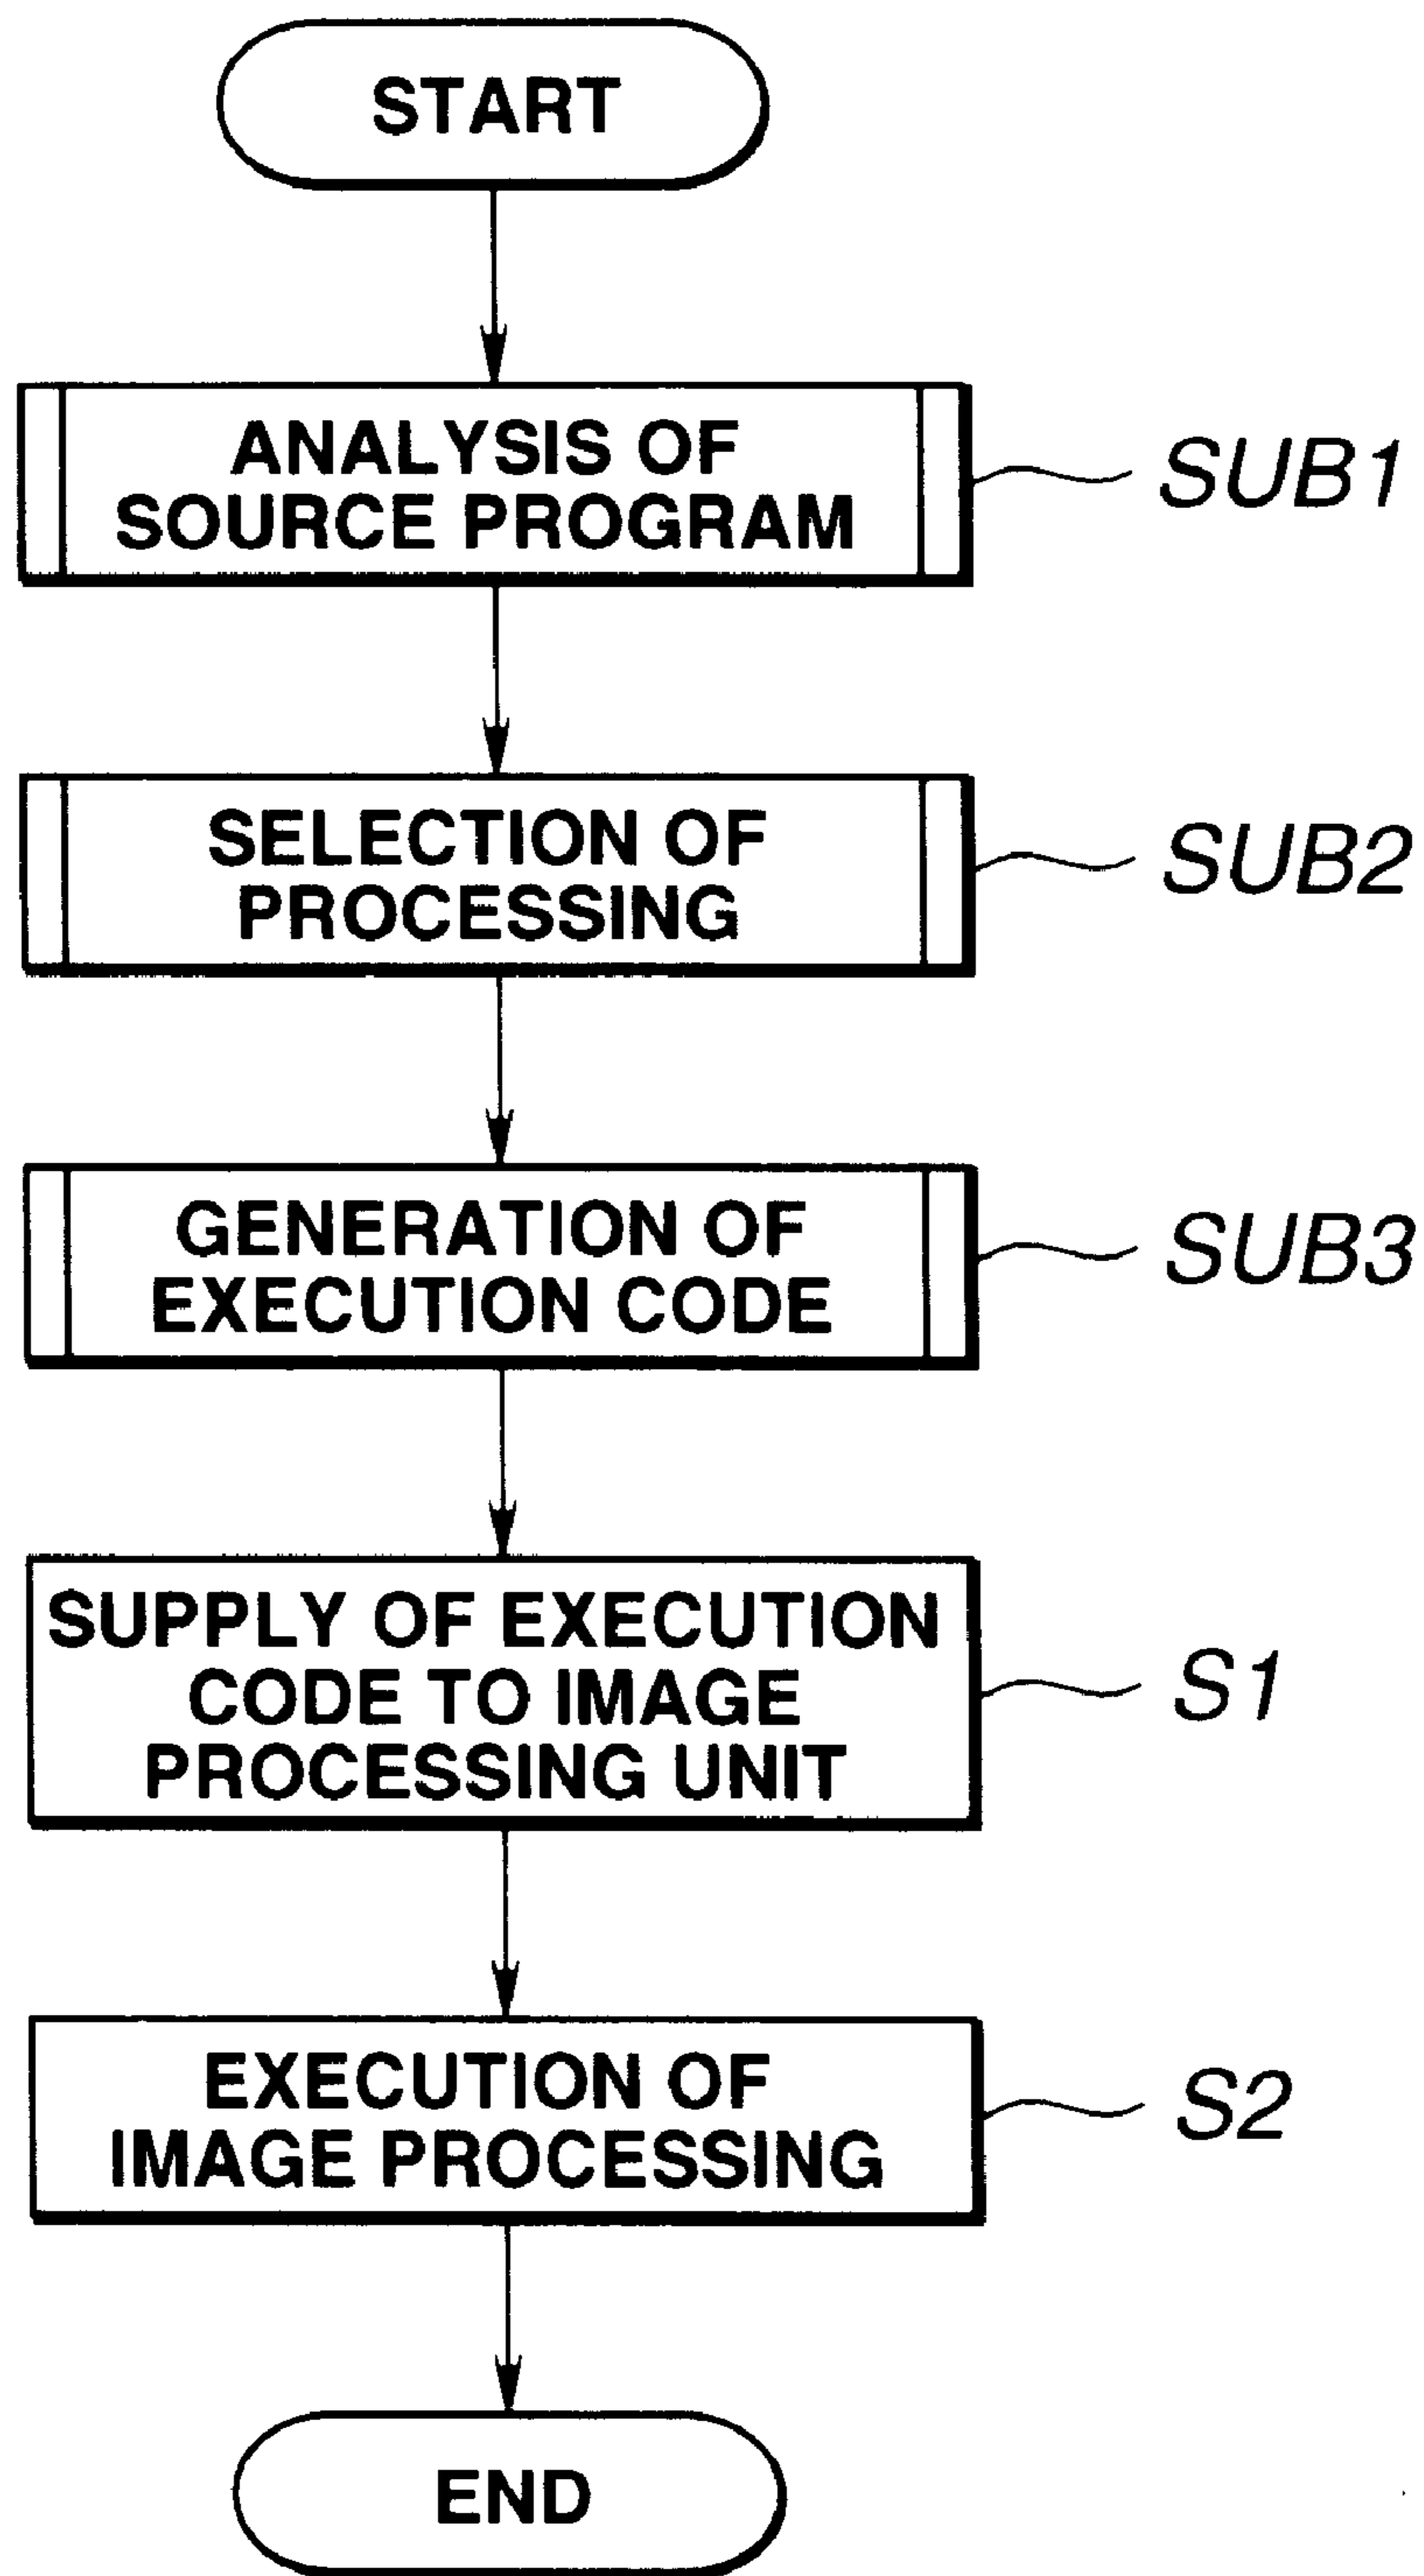 START
ANALYSIS OF
SOURCE PROGRAM
SUB1
SELECTION OF
PROCESSING
SUB2
GENERATION OF
EXECUTION CODE
SUB3
SUPPLY OF EXECUTION
CODE TO IMAGE
PROCESSING UNIT
S1
EXECUTION OF
IMAGE PROCESSING
S2
END